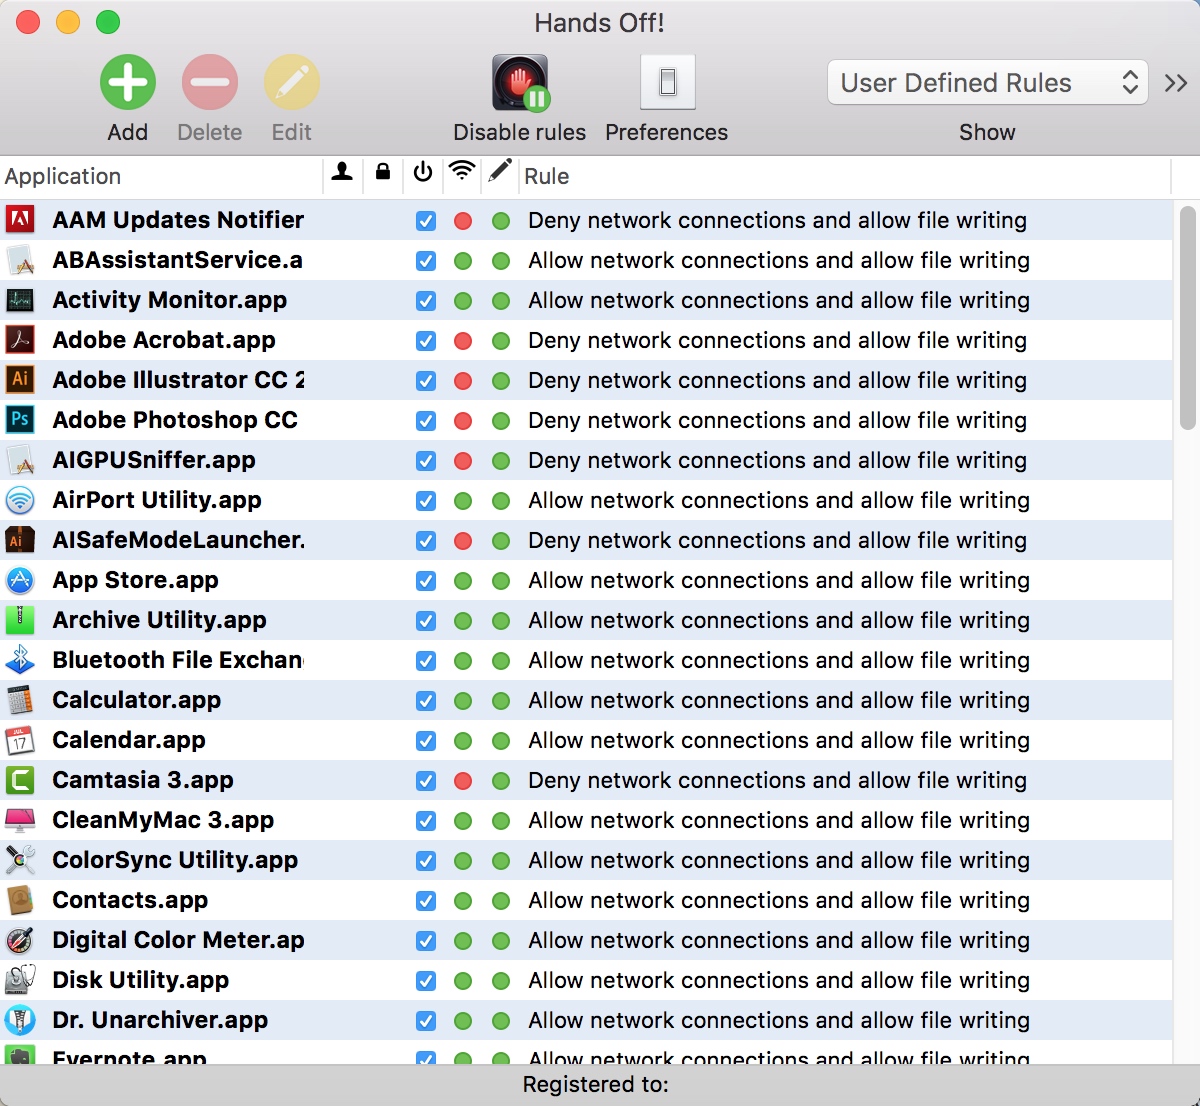 Hands Off!
Add Delete Edit Disable rules Preferences User Defined Rules Show
Application Rule
AAM Updates Notifier Deny network connections and allow file writing
ABAssistantService.a Allow network connections and allow file writing
Activity Monitor.app Allow network connections and allow file writing
Adobe Acrobat.app Deny network connections and allow file writing
Ai Adobe Illustrator CC 2 Deny network connections and allow file writing
Ps Adobe Photoshop CC Deny network connections and allow file writing
AIGPUSniffer.app Deny network connections and allow file writing
AirPort Utility.app Allow network connections and allow file writing
Ai AISafeModeLauncher. Deny network connections and allow file writing
App Store.app Allow network connections and allow file writing
Archive Utility.app Allow network connections and allow file writing
Bluetooth File Exchan Allow network connections and allow file writing
Calculator.app Allow network connections and allow file writing
JUL 17 Calendar.app Allow network connections and allow file writing
Camtasia 3.app Deny network connections and allow file writing
CleanMyMac 3.app Allow network connections and allow file writing
ColorSync Utility.app Allow network connections and allow file writing
Contacts.app Allow network connections and allow file writing
Digital Color Meter.ap Allow network connections and allow file writing
Disk Utility.app Allow network connections and allow file writing
Dr. Unarchiver.app Allow network connections and allow file writing
Evernote.app Allow network connections and allow file writing
Registered to: